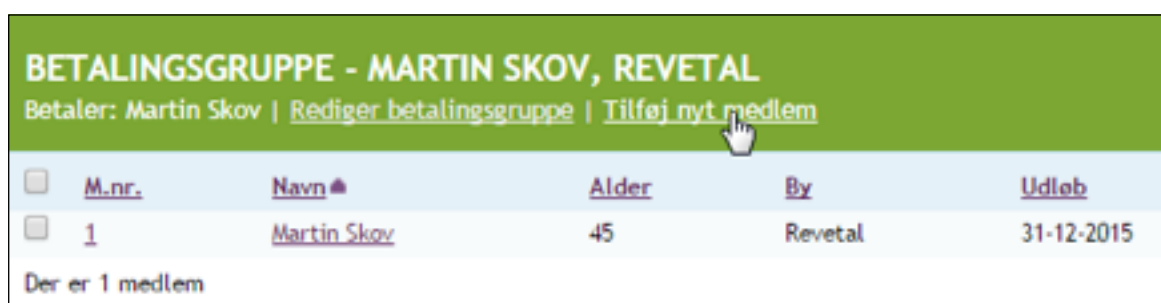 BETALINGSGRUPPE - MARTIN SKOV, REVETAL
Betaler: Martin Skov | Rediger betalingsgruppe | Tilføj nyt medlem
M.nr. Navn Alder By Udløb
1 Martin Skov 45 Revetal 31-12-2015
Der er 1 medlem